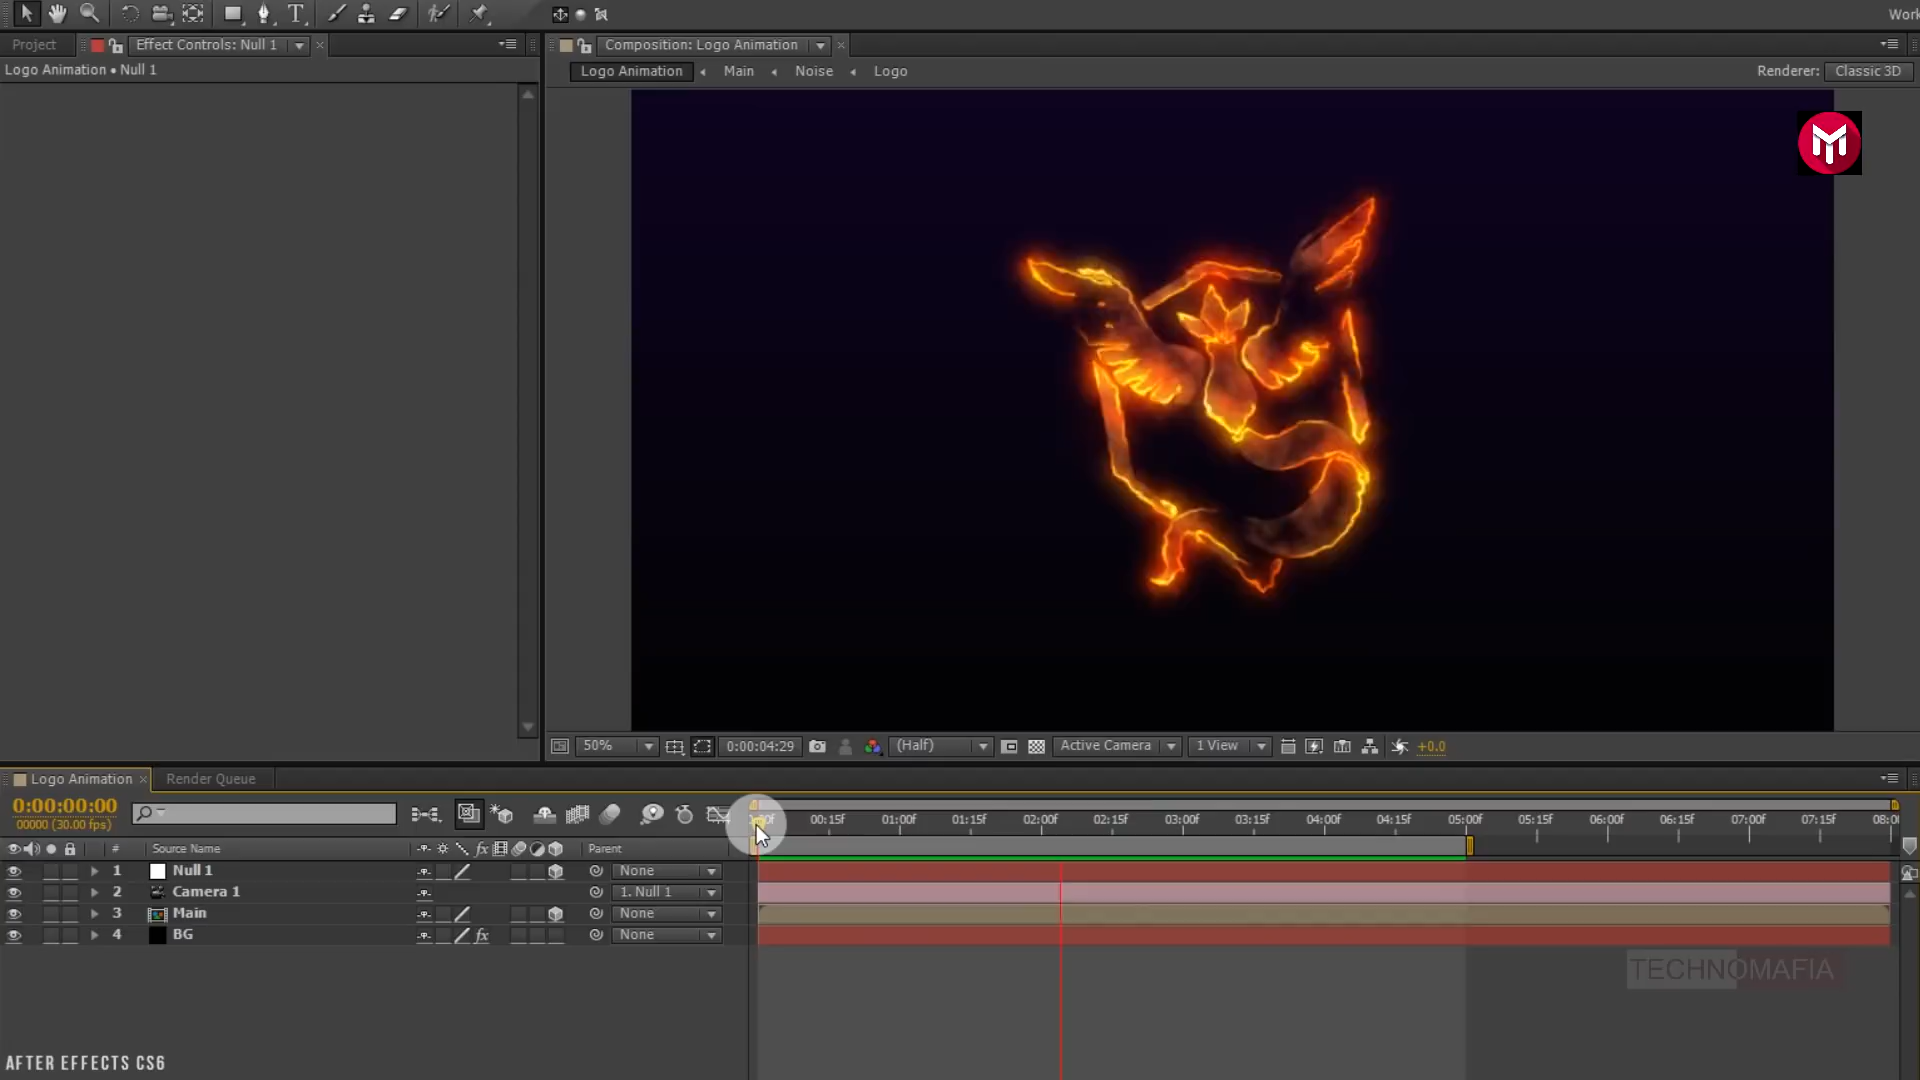 Work
Project
Effect Controls: Null 1
Composition: Logo Animation
Logo Animation • Null 1
Logo Animation
Main
Noise
Logo
Renderer:
Classic 3D
50%
0:00:04:29
(Half)
Active Camera
1 View
+0.0
Logo Animation
Render Queue
0:00:00:00
00000 (30.00 fps)
00:15f
01:00f
01:15f
02:00f
02:15f
03:00f
03:15f
04:00f
04:15f
05:00f
05:15f
06:00f
06:15f
07:00f
07:15f
08:00
# Source Name
fx
Parent
1 Null 1
None
2 Camera 1
1. Null 1
3 Main
None
4 BG
fx
None
TECHNOMAFIA
AFTER EFFECTS CS6